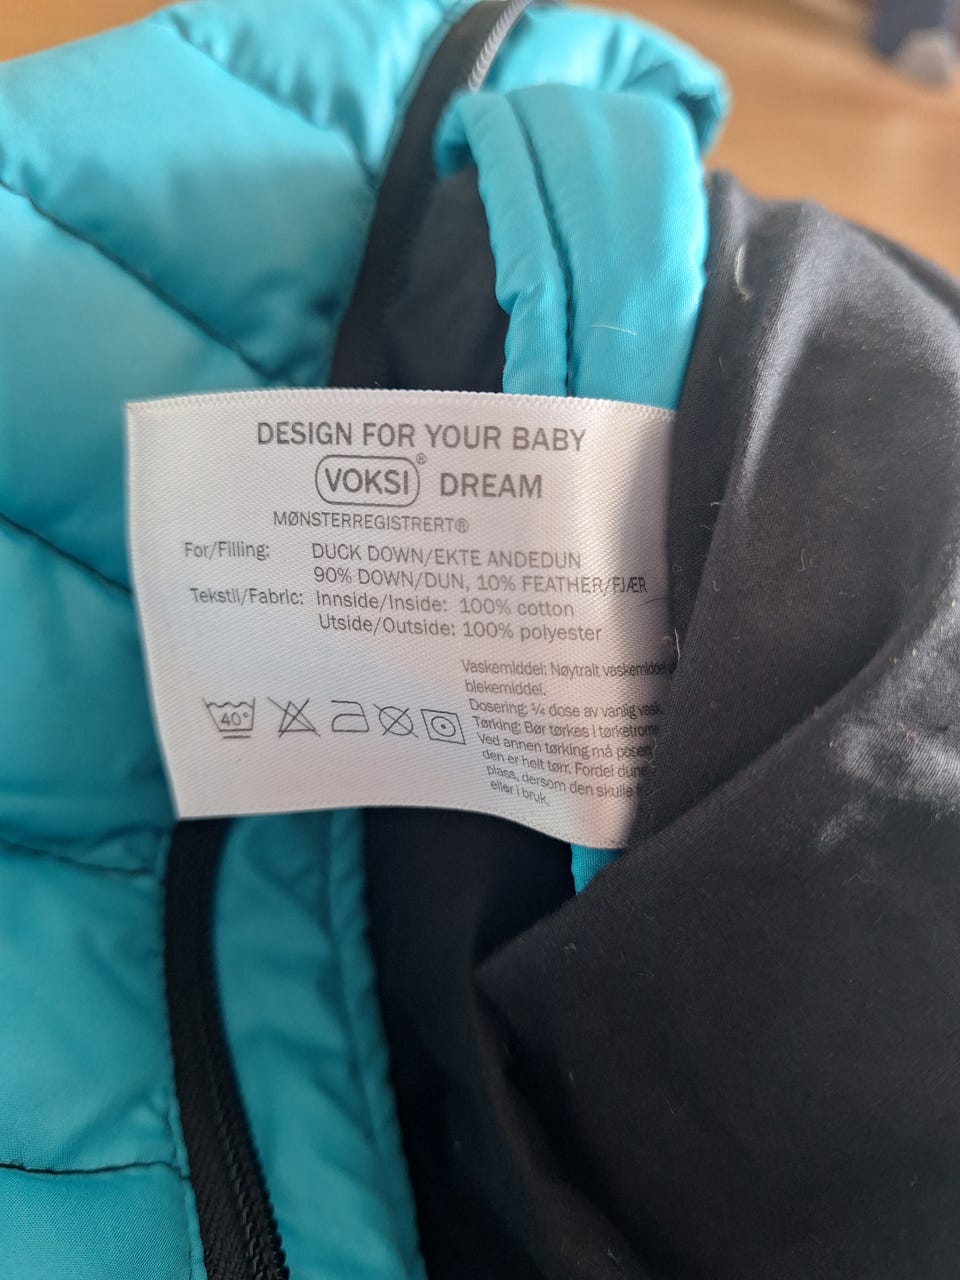 DESIGN FOR YOUR BABY
VOKSI® DREAM
MØNSTERREGISTRERT®
For/Filling: DUCK DOWN/EKTE ANDEDUN
90% DOWN/DUN, 10% FEATHER/FJÆR
Tekstil/Fabric: Innside/Inside: 100% cotton
Utside/Outside: 100% polyester
Vaskemiddel: Nøytralt vaskemiddel
blekemiddel.
Dosering: ¼ dose av vanlig
Tørking: Bør tørkes i
Ved annen tørking må posen
den er helt tørr. Fordel
plass, dersom den skulle
eller i bruk.
40°